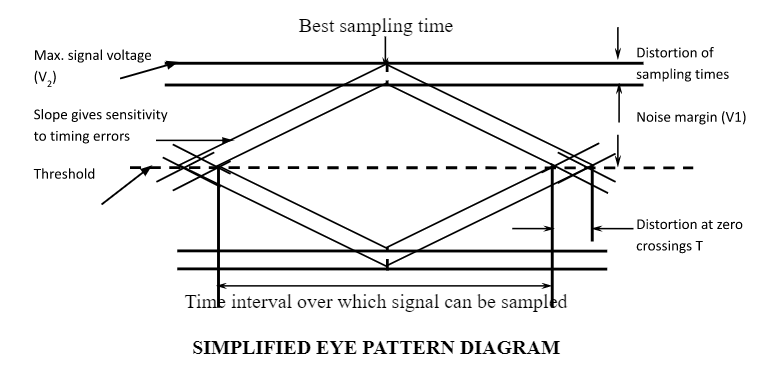 Best sampling time
Max. signal voltage
(V2)
Distortion of
sampling times
Slope gives sensitivity
to timing errors
Noise margin (V1)
Threshold
Distortion at zero
crossings T
Time interval over which signal can be sampled
SIMPLIFIED EYE PATTERN DIAGRAM